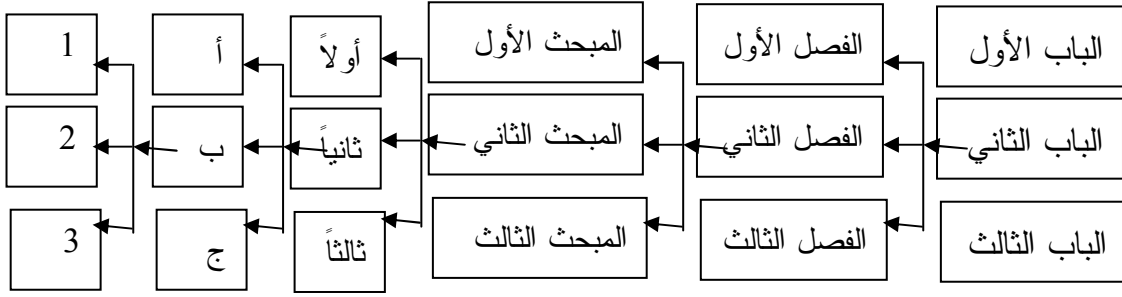 الباب الأول الفصل الأول المبحث الأول أولاً أ 1
الباب الثاني الفصل الثاني المبحث الثاني ثانياً ب 2
الباب الثالث الفصل الثالث المبحث الثالث ثالثاً ج 3